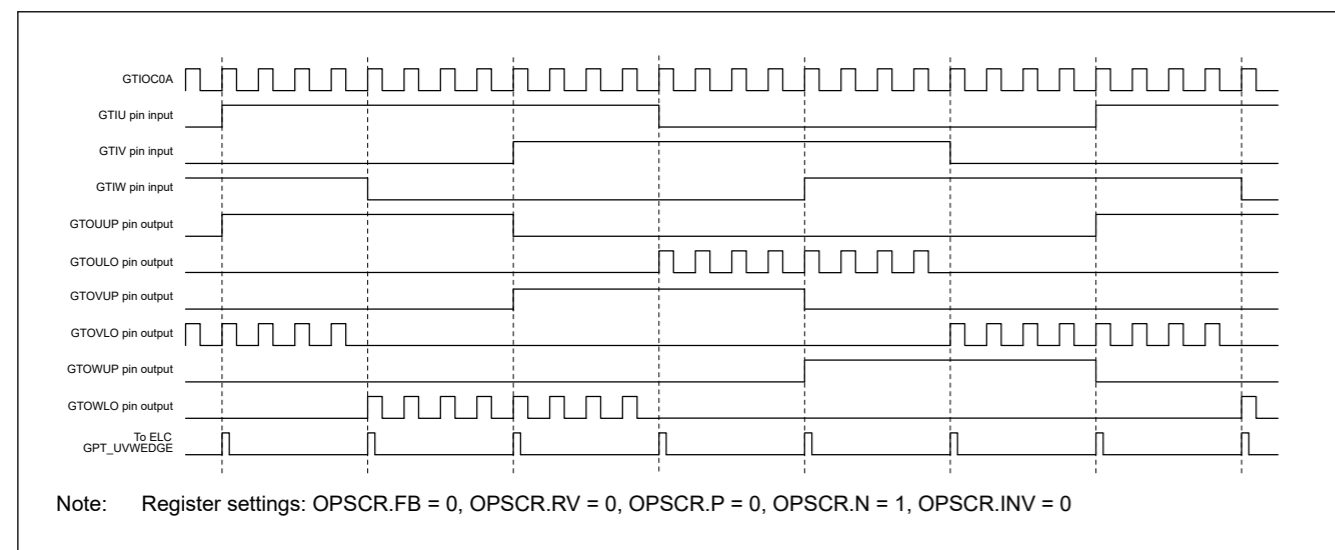 GTIOC0A
GTIU pin input
GTIV pin input
GTIW pin input
GTOUUP pin output
GTOULO pin output
GTOVUP pin output
GTOVLO pin output
GTOWUP pin output
GTOWLO pin output
To ELC
GPT_UVWEDGE
Note: Register settings: OPSCR.FB = 0, OPSCR.RV = 0, OPSCR.P = 0, OPSCR.N = 1, OPSCR.INV = 0